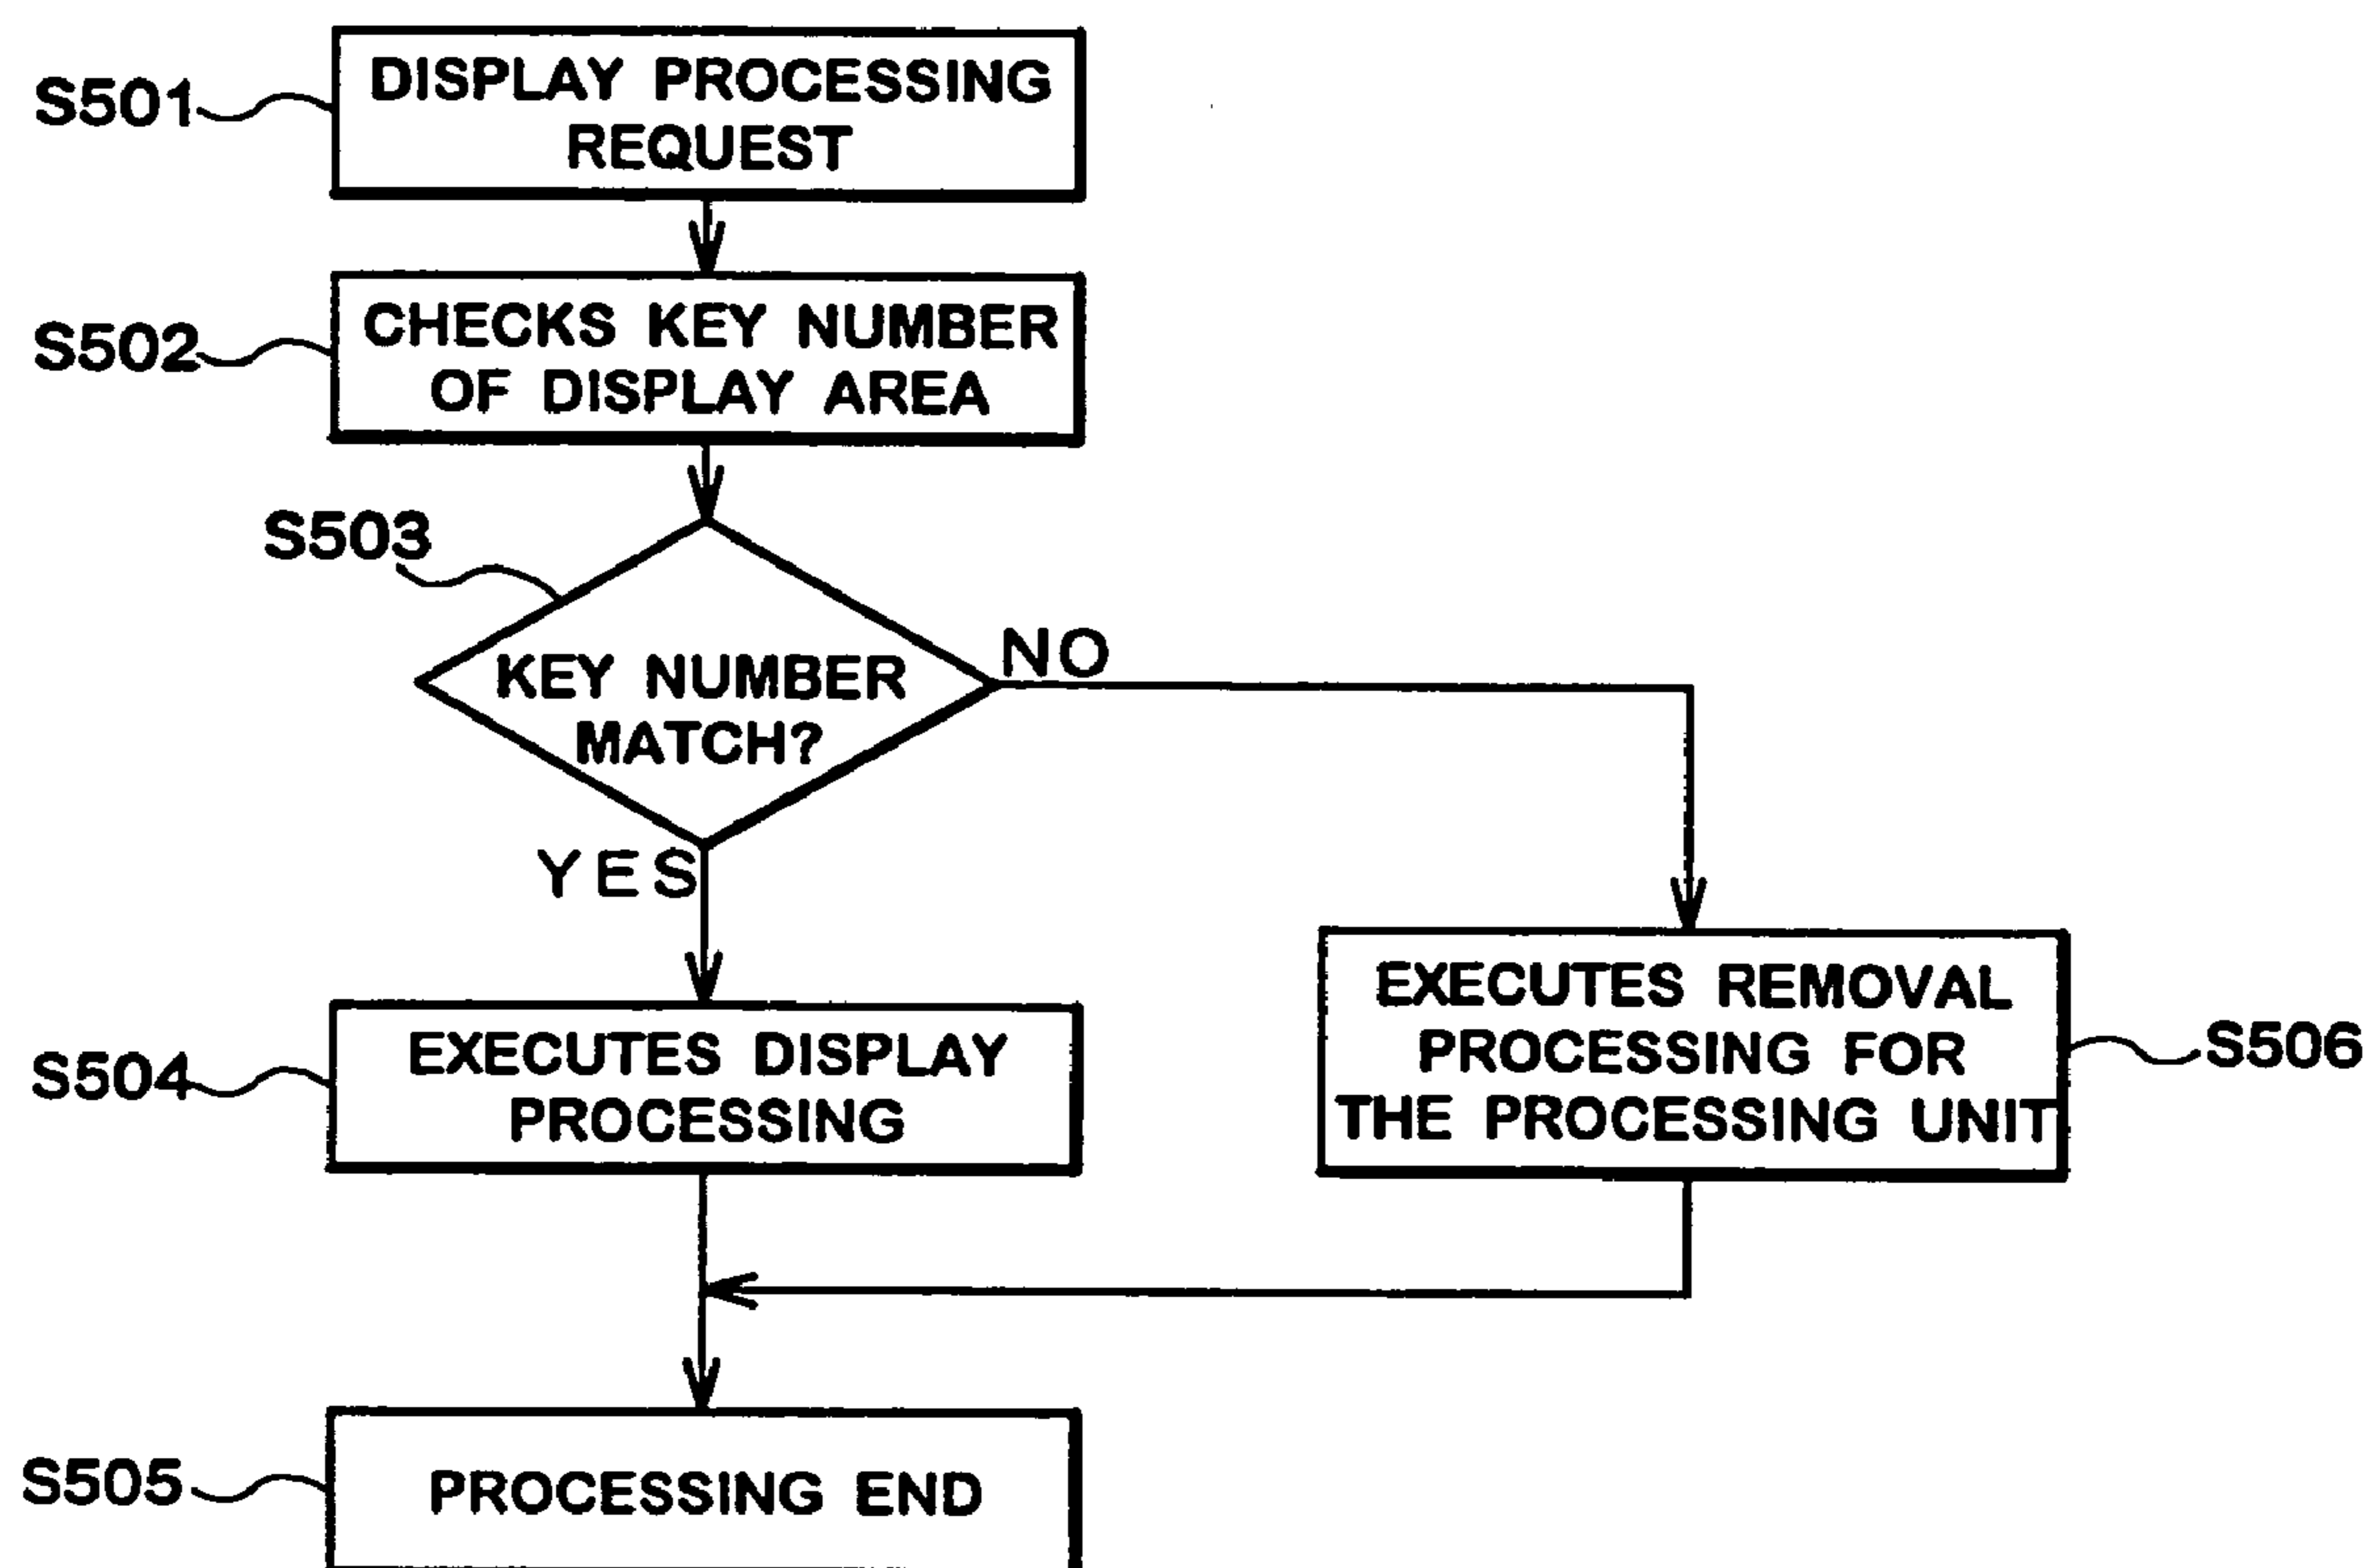 S501
DISPLAY PROCESSING
REQUEST
S502
CHECKS KEY NUMBER
OF DISPLAY AREA
S503
KEY NUMBER
MATCH?
NO
YES
S504
EXECUTES DISPLAY
PROCESSING
EXECUTES REMOVAL
PROCESSING FOR
THE PROCESSING UNIT
S506
S505
PROCESSING END